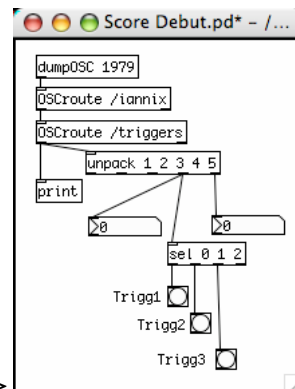 Score Debut.pd* - /...
dumpOSC 1979
OSCroute /iannix
OSCroute /triggers
unpack 1 2 3 4 5
print
0
0
sel 0 1 2
Trigg1
Trigg2
Trigg3
>